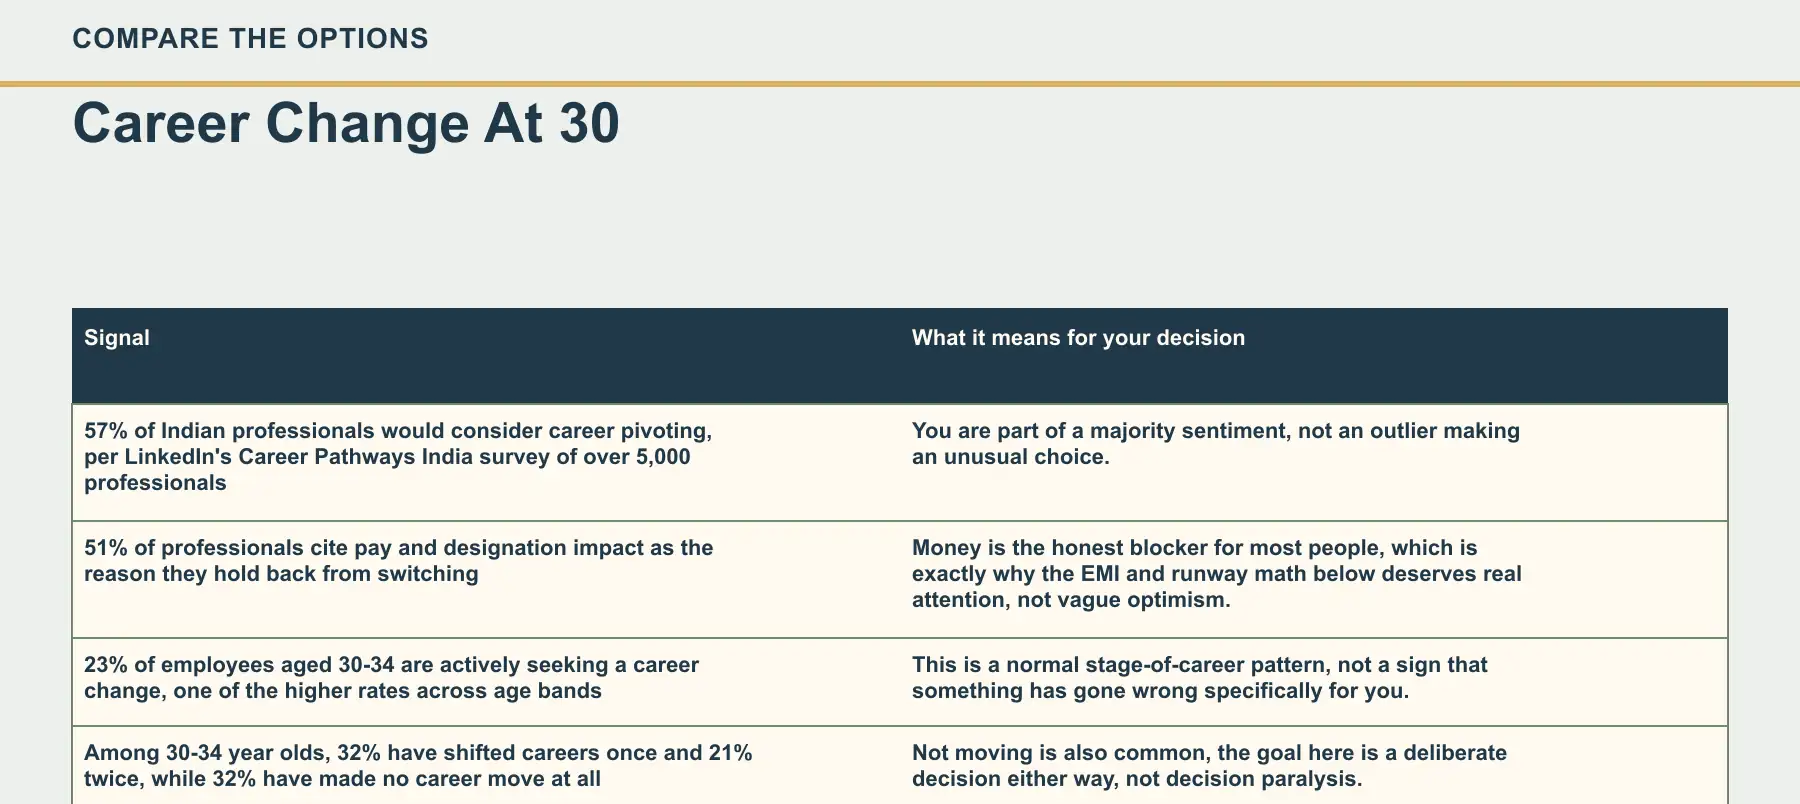 COMPARE THE OPTIONS
Career Change At 30
Signal
What it means for your decision
57% of Indian professionals would consider career pivoting,
per LinkedIn's Career Pathways India survey of over 5,000
professionals
You are part of a majority sentiment, not an outlier making
an unusual choice.
51% of professionals cite pay and designation impact as the
reason they hold back from switching
Money is the honest blocker for most people, which is
exactly why the EMI and runway math below deserves real
attention, not vague optimism.
23% of employees aged 30-34 are actively seeking a career
change, one of the higher rates across age bands
This is a normal stage-of-career pattern, not a sign that
something has gone wrong specifically for you.
Among 30-34 year olds, 32% have shifted careers once and 21%
twice, while 32% have made no career move at all
Not moving is also common, the goal here is a deliberate
decision either way, not decision paralysis.